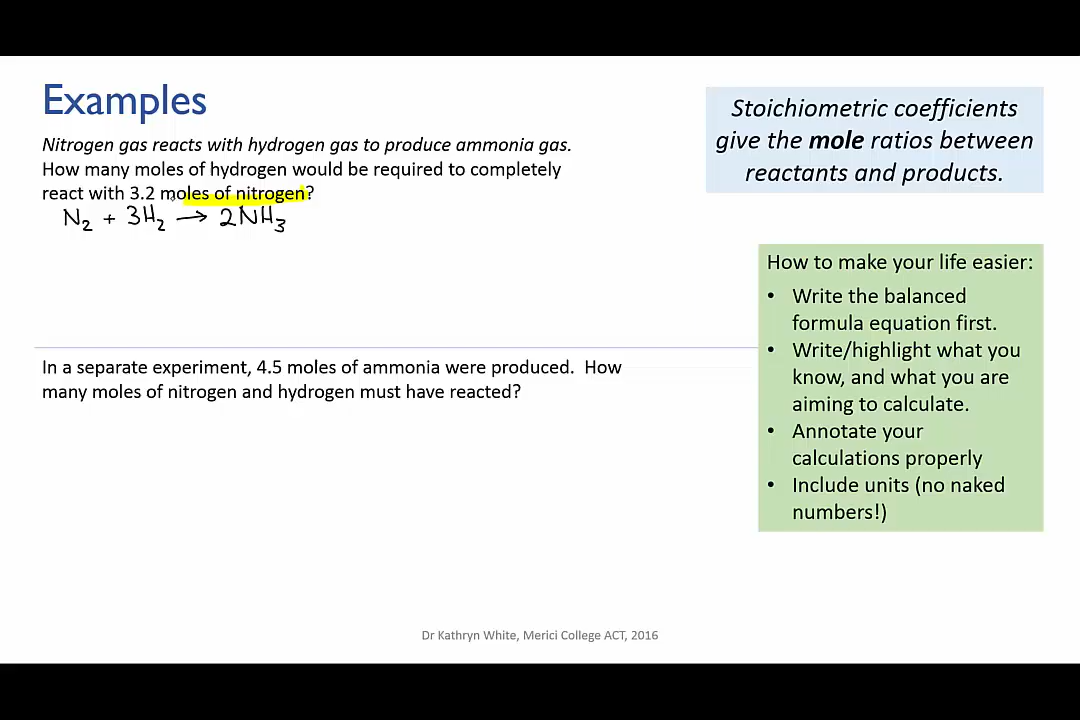 Examples
Nitrogen gas reacts with hydrogen gas to produce ammonia gas.
How many moles of hydrogen would be required to completely
react with 3.2 moles of nitrogen?
N₂ + 3H₂ → 2NH₃
In a separate experiment, 4.5 moles of ammonia were produced. How
many moles of nitrogen and hydrogen must have reacted?
Stoichiometric coefficients
give the mole ratios between
reactants and products.
How to make your life easier:
• Write the balanced
formula equation first.
• Write/highlight what you
know, and what you are
aiming to calculate.
• Annotate your
calculations properly
• Include units (no naked
numbers!)
Dr Kathryn White, Merici College ACT, 2016